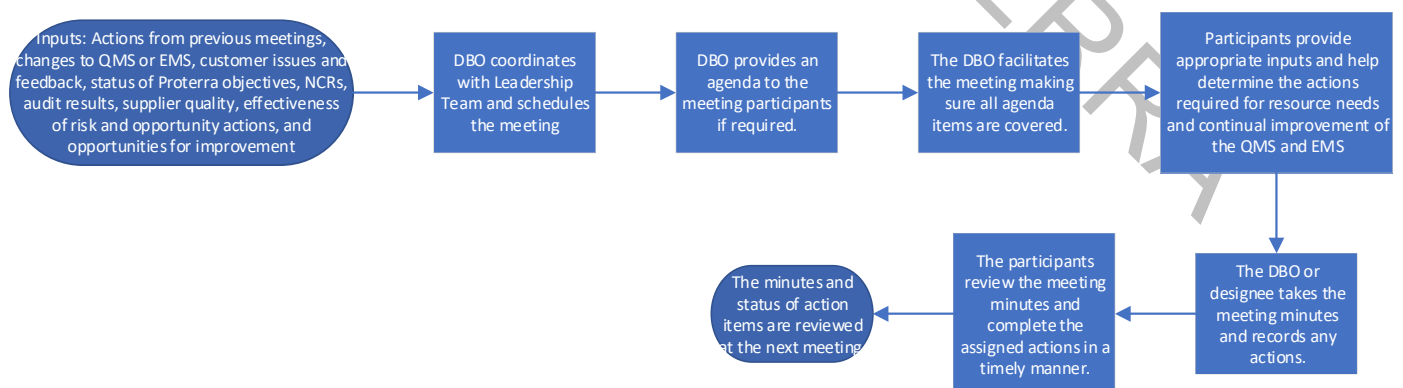 Inputs: Actions from previous meetings,
changes to QMS or EMS, customer issues and
feedback, status of Proterra objectives, NCRs,
audit results, supplier quality, effectiveness
of risk and opportunity actions, and
opportunities for improvement
DBO coordinates
with Leadership
Team and schedules
the meeting
DBO provides an
agenda to the
meeting participants
if required.
The DBO facilitates
the meeting making
sure all agenda
items are covered.
Participants provide
appropriate inputs and help
determine the actions
required for resource needs
and continual improvement of
the QMS and EMS
The DBO or
designee takes the
meeting minutes
and records any
actions.
The participants
review the meeting
minutes and
complete the
assigned actions in a
timely manner.
The minutes and
status of action
items are reviewed
at the next meeting